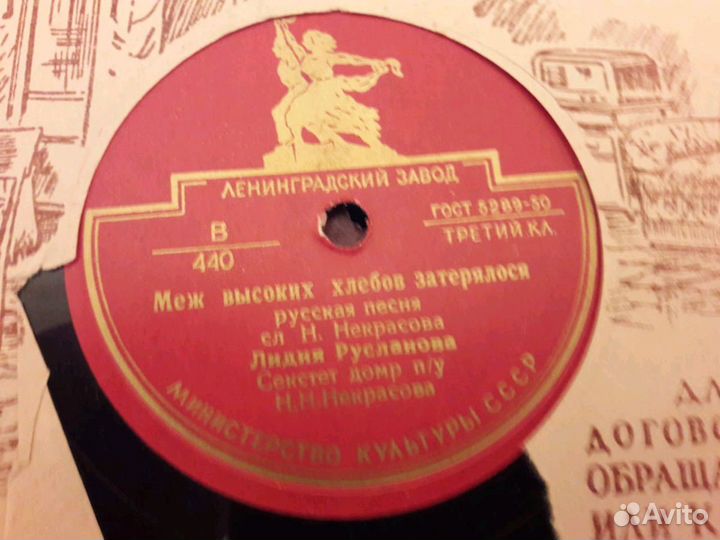 ЛЕНИНГРАДСКИЙ ЗАВОД
В
440
ГОСТ 5289-50
ТРЕТИЙ КЛ.
Меж высоких хлебов затерялося
русская песня
сл Н. Некрасова
Лидия Русланова
Секстет домр п/у
Н.Н.Некрасова
МИНИСТЕРСТВО КУЛЬТУРЫ СССР
ДОГОВО
ОБРАЩА
ИЛИ К
Avito